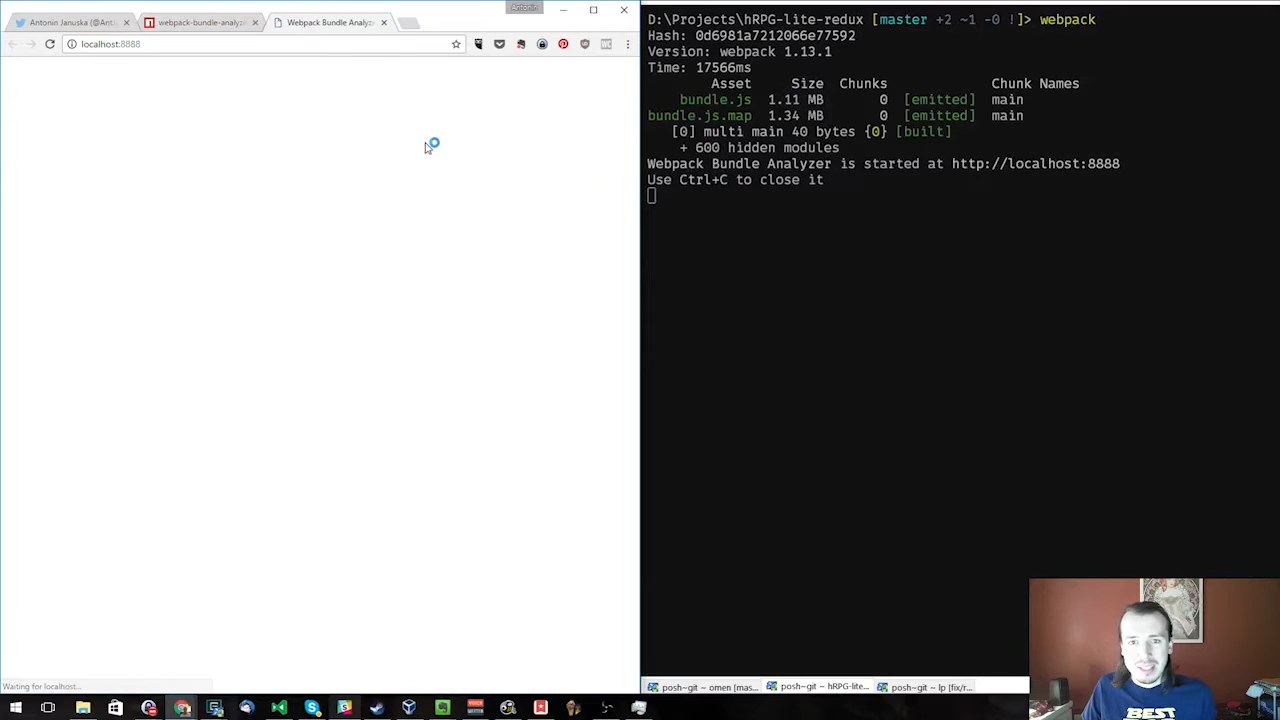 Antonin
Antonin Januska (@Anto
webpack-bundle-analyze
Webpack Bundle Analyze
localhost:8888
Waiting for localhost...
D:\Projects\hRPG-lite-redux [master +2 ~1 -0 !]> webpack
Hash: 0d6981a7212066e77592
Version: webpack 1.13.1
Time: 17566ms
Asset Size Chunks Chunk Names
bundle.js 1.11 MB 0 [emitted] main
bundle.js.map 1.34 MB 0 [emitted] main
[0] multi main 40 bytes {0} [built]
+ 600 hidden modules
Webpack Bundle Analyzer is started at http://localhost:8888
Use Ctrl+C to close it
posh~git ~ omen [mas...
posh~git ~ hRPG-lite...
posh~git ~ lp [fix/r...
BEST